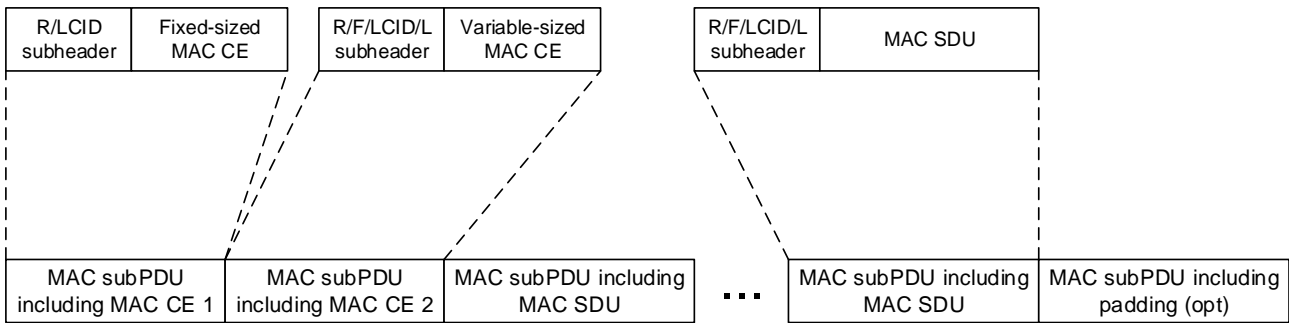 R/LCID
subheader
Fixed-sized
MAC CE
R/F/LCID/L
subheader
Variable-sized
MAC CE
R/F/LCID/L
subheader
MAC SDU
MAC subPDU
including MAC CE 1
MAC subPDU
including MAC CE 2
MAC subPDU including
MAC SDU
...
MAC subPDU including
MAC SDU
MAC subPDU including
padding (opt)